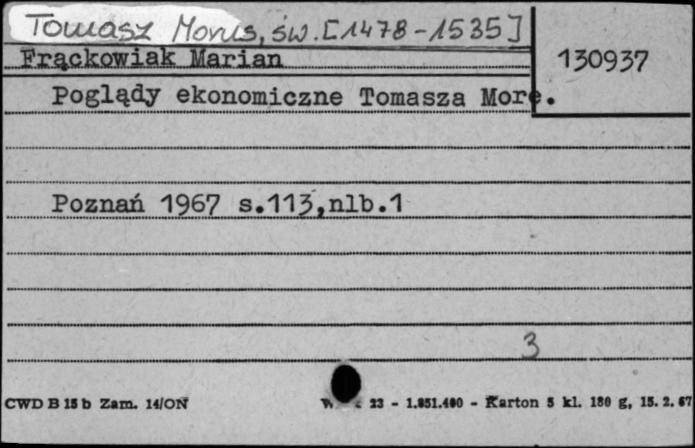 Tomasz Morus, św. [1478-1535]
Frąckowiak Marian
130937
Poglądy ekonomiczne Tomasza More.
Poznań 1967 s.113,nlb.1
3
CWD B 15 b Zam. 14/ON
23 - 1.851.400 - Karton 5 kl. 180 g, 15. 2. 67